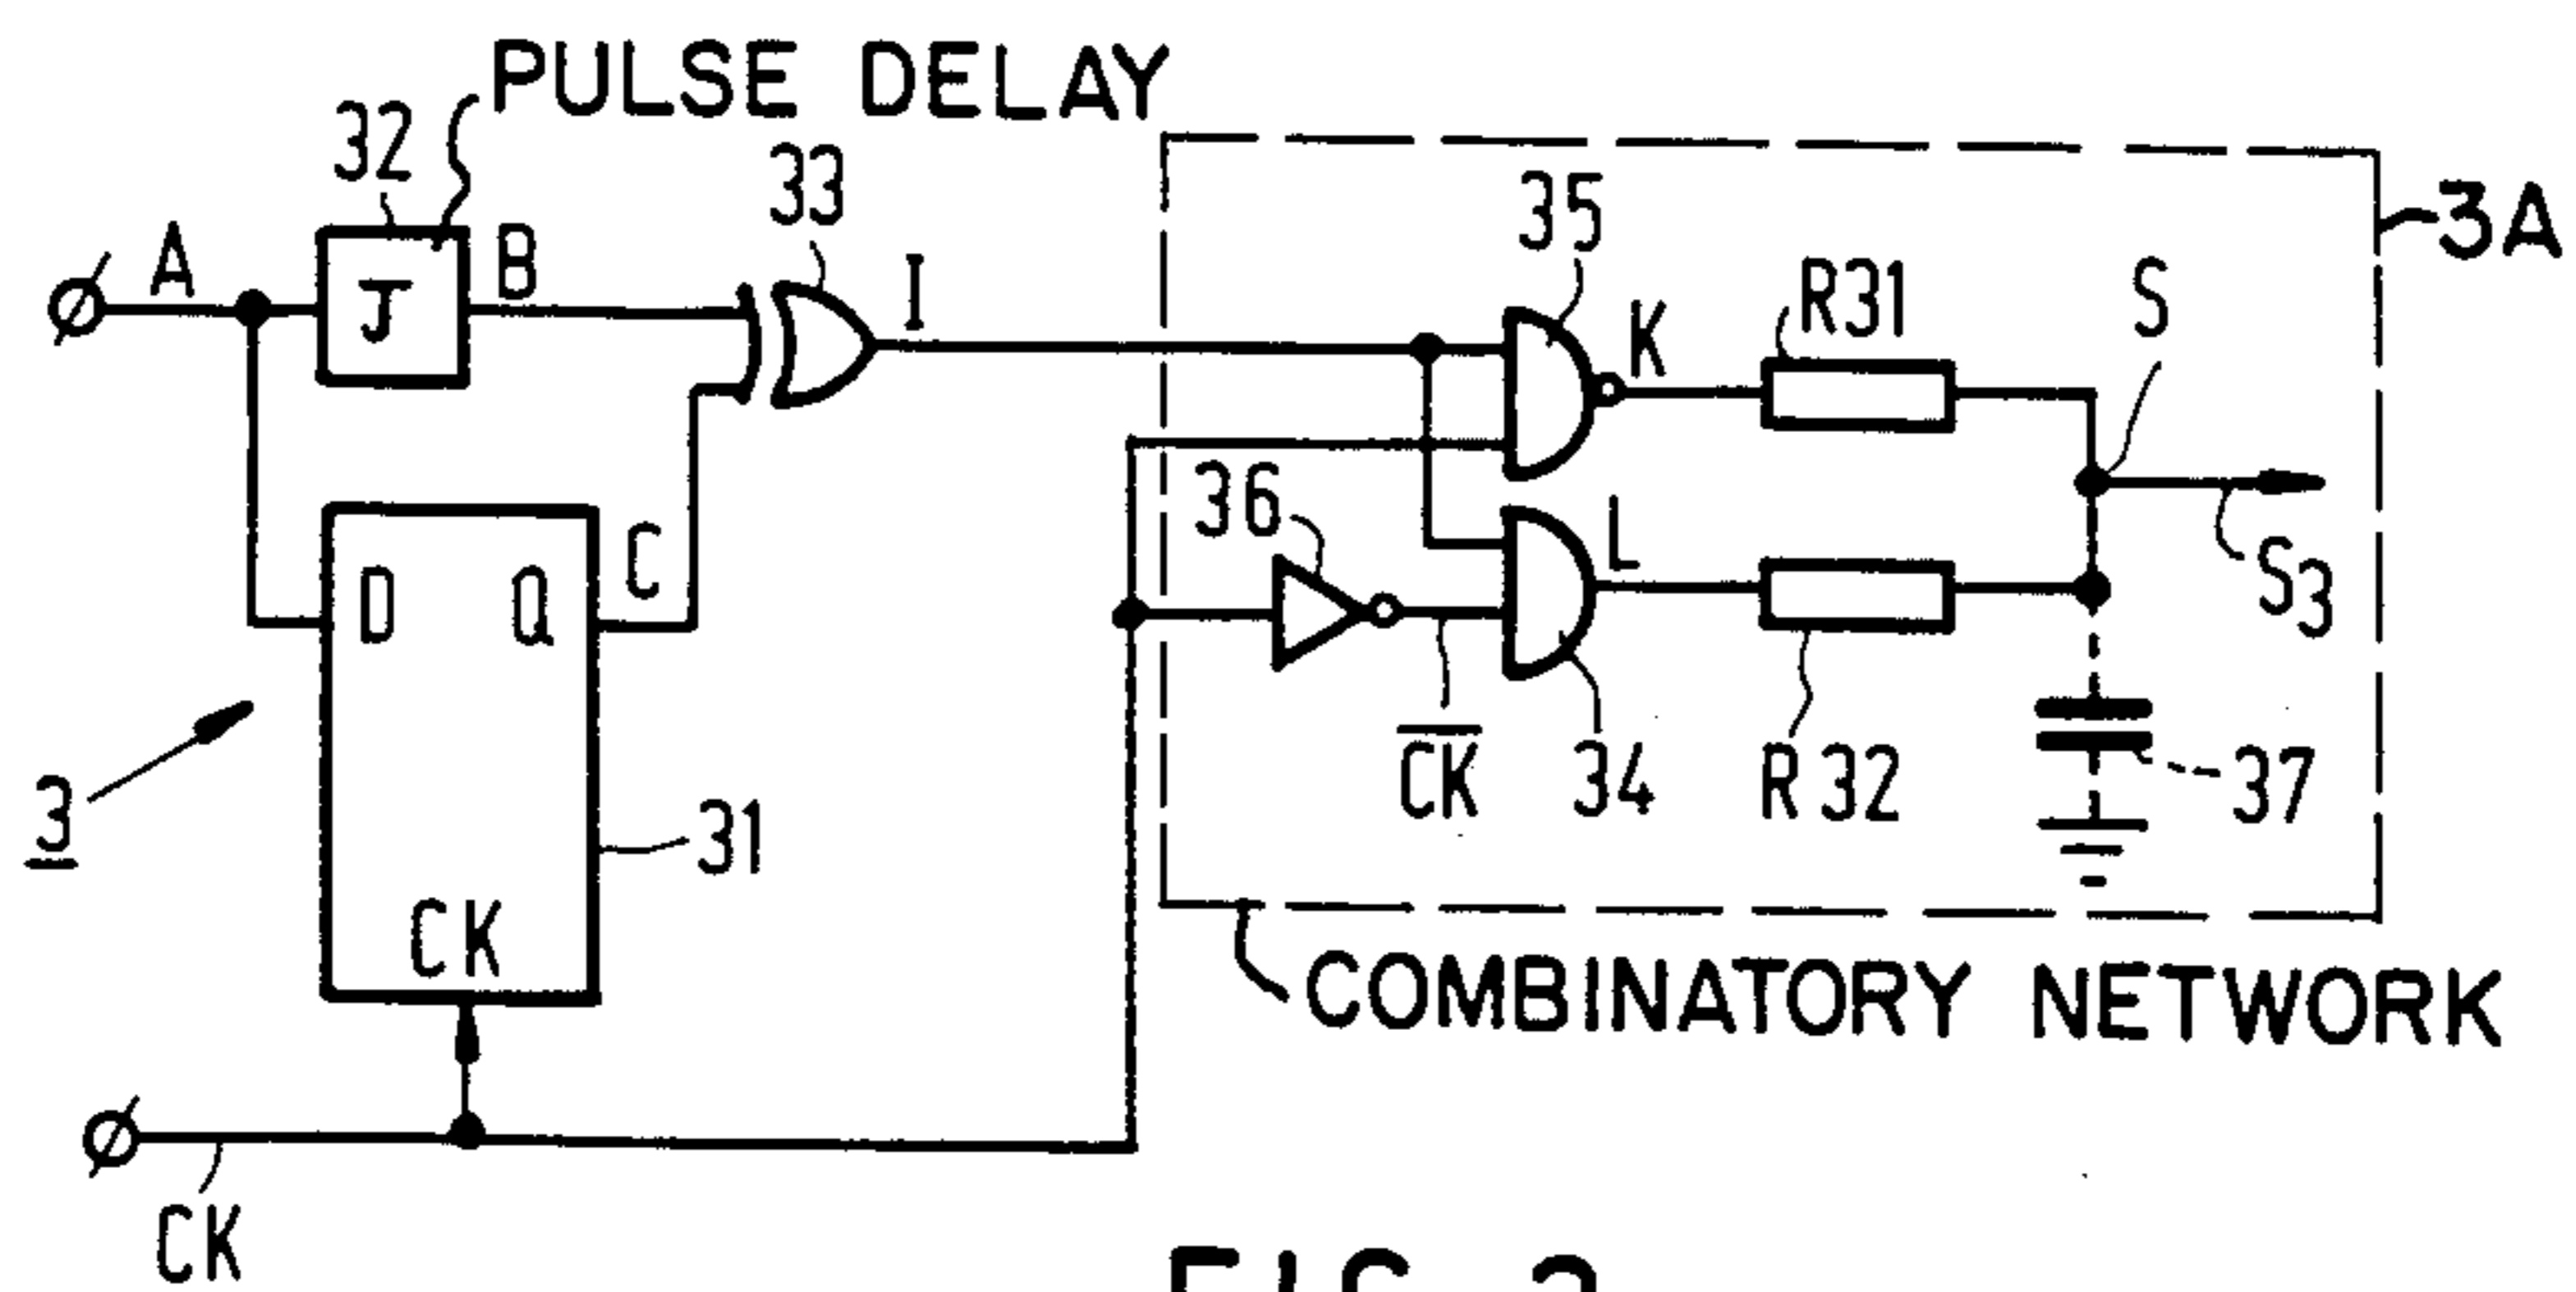 PULSE DELAY
32
33
A
J
B
I
35
K
R31
S
3A
36
L
S3
D Q
C
CK
34
R32
37
3
31
CK
COMBINATORY NETWORK
CK